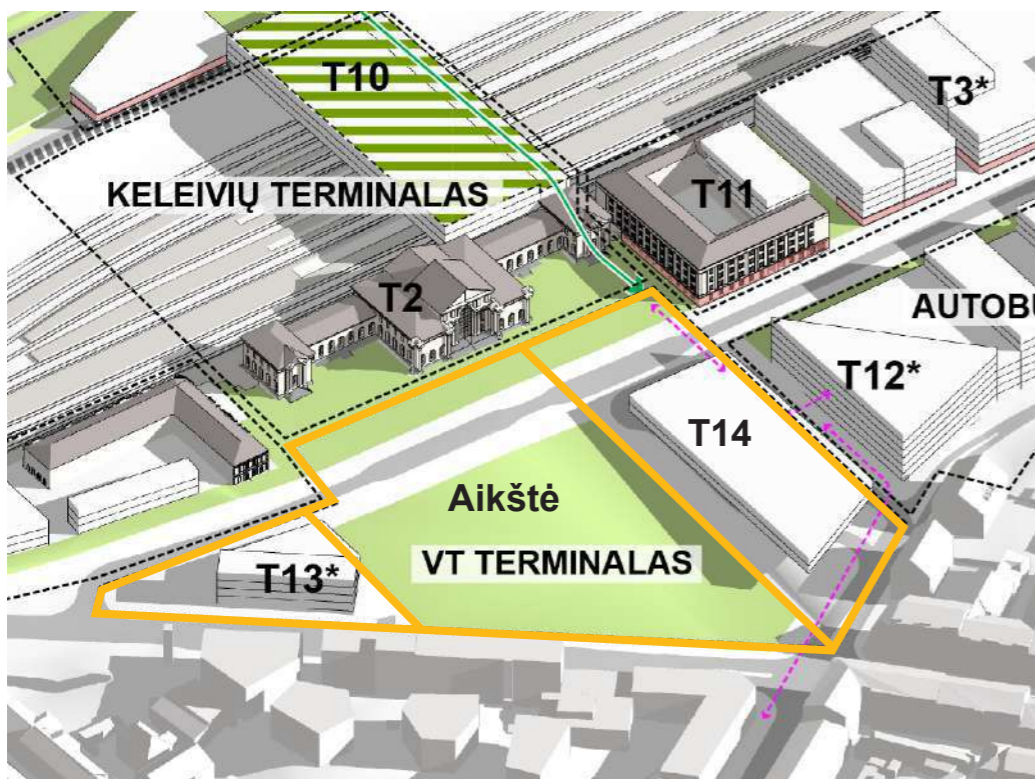 T10
T3*
KELEIVIŲ TERMINALAS
T11
T2
AUTOBU
T12*
T14
Aikštė
VT TERMINALAS
T13*